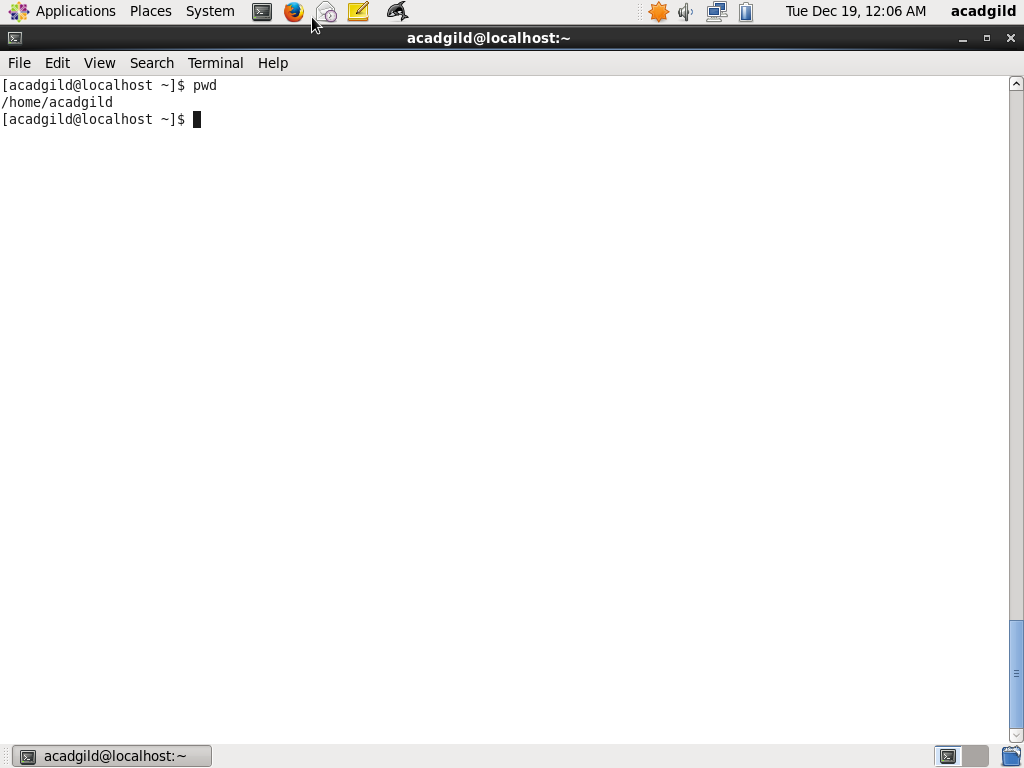 Applications Places System Tue Dec 19, 12:06 AM acadgild
acadgild@localhost:~
File Edit View Search Terminal Help
[acadgild@localhost ~]$ pwd
/home/acadgild
[acadgild@localhost ~]$
acadgild@localhost:~